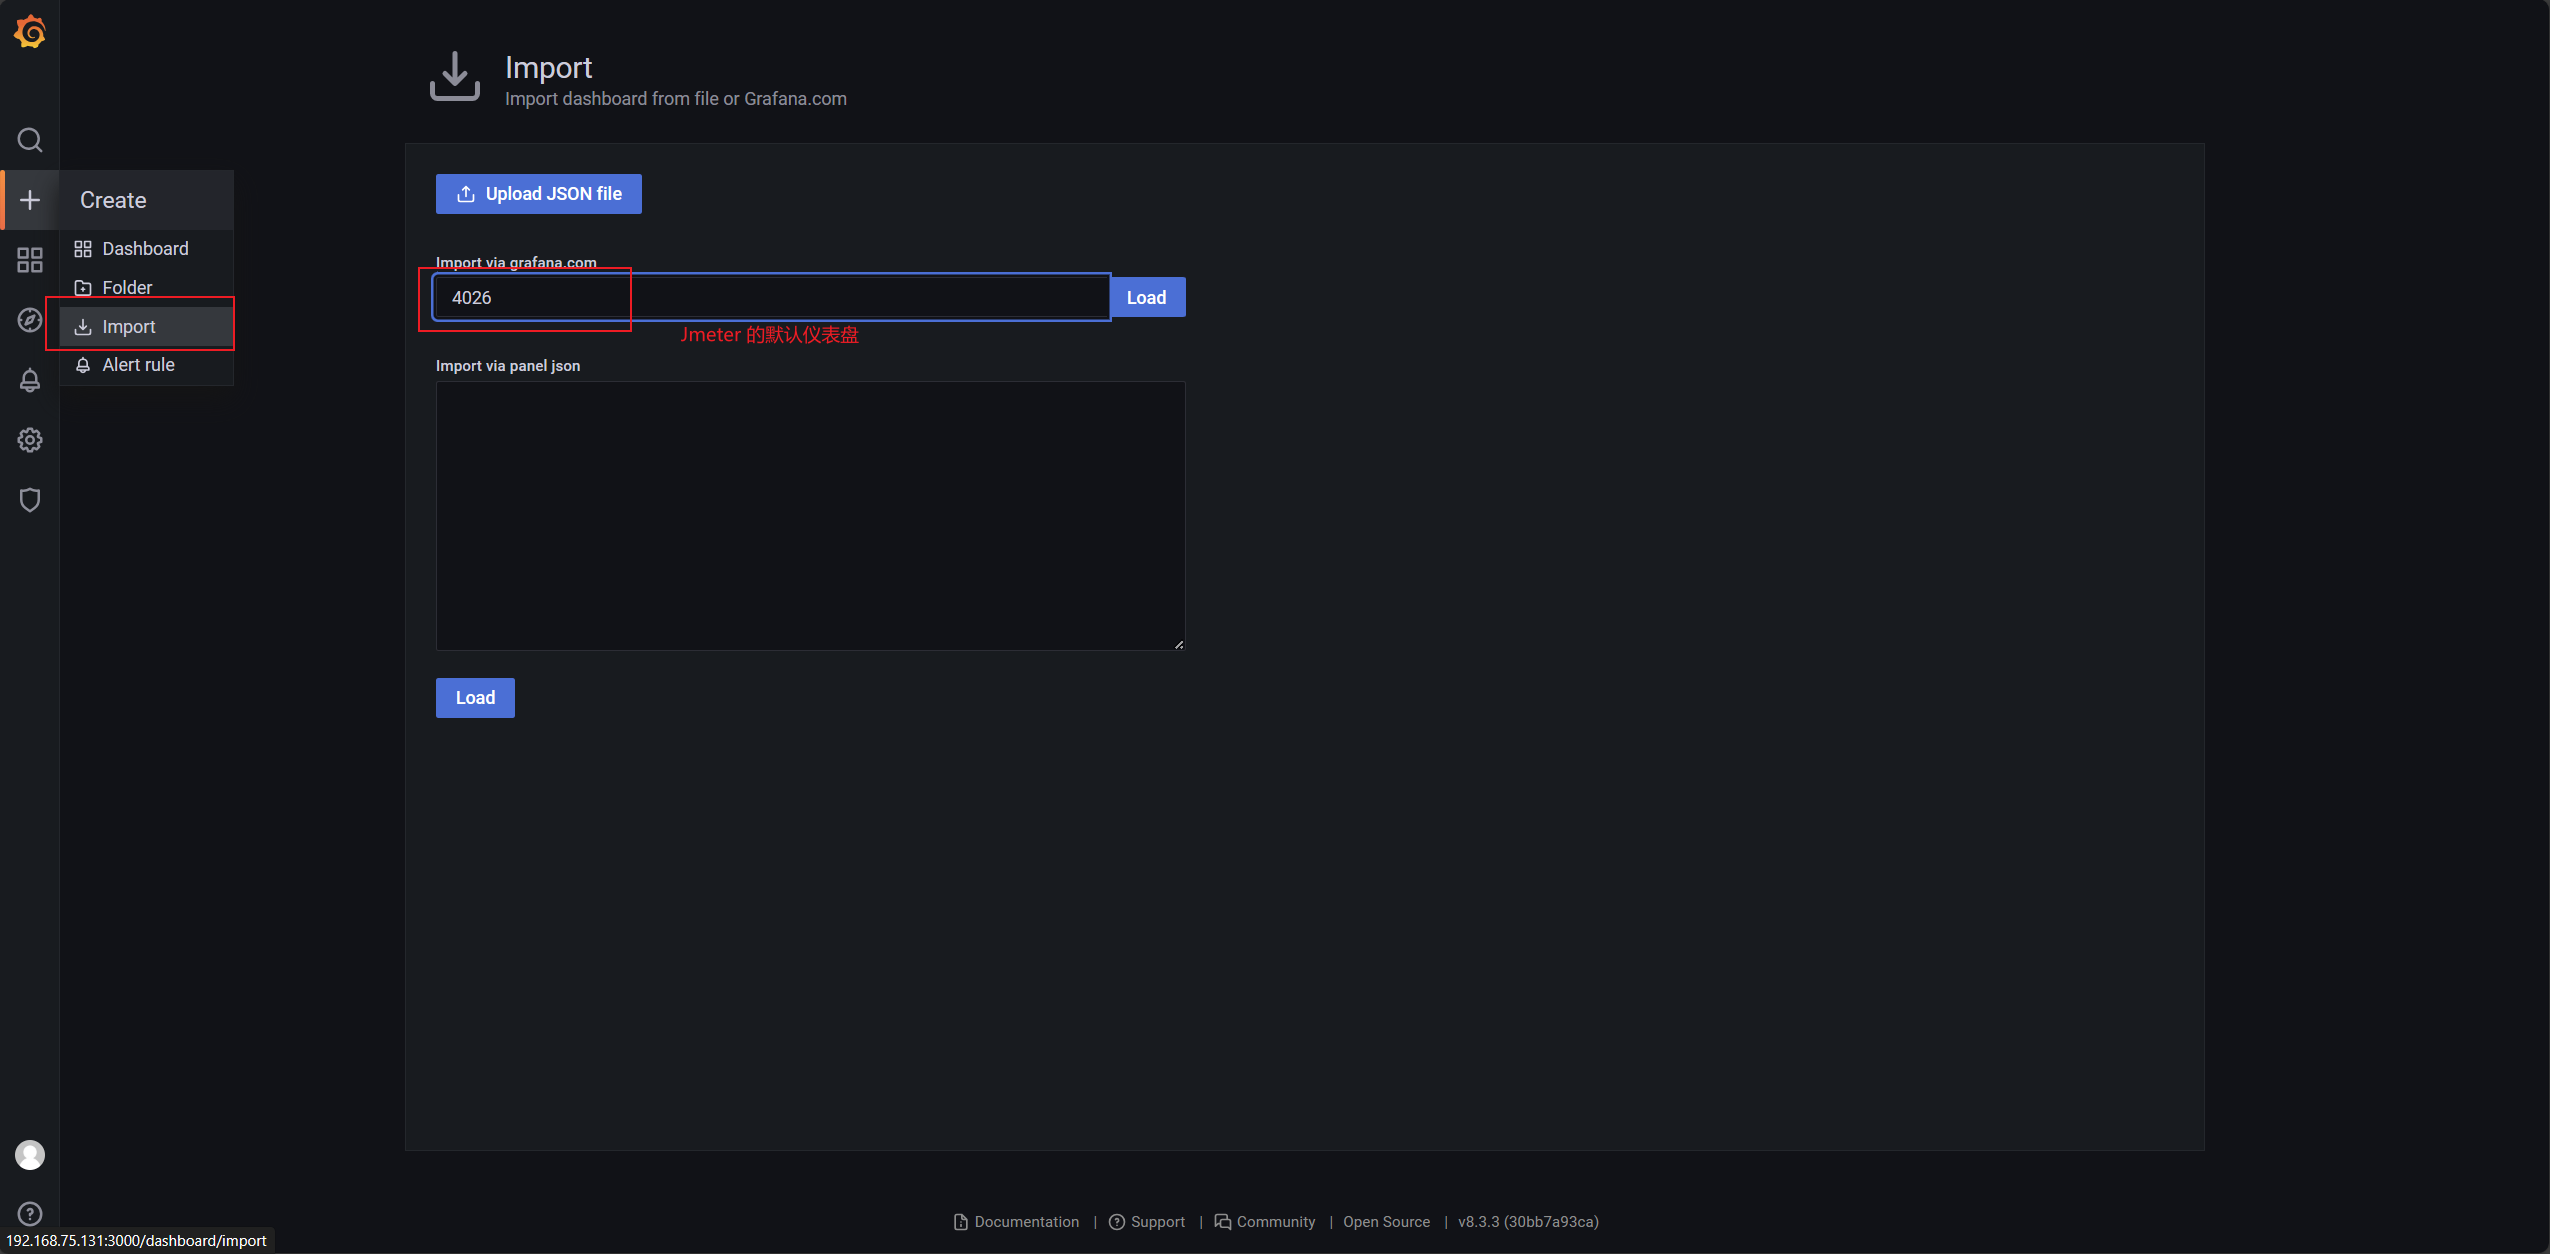 Import
Import dashboard from file or Grafana.com
Create
Dashboard
Folder
Import
Alert rule
Upload JSON file
Import via grafana.com
4026
Load
Jmeter 的默认仪表盘
Import via panel json
Load
Documentation | Support | Community | Open Source | v8.3.3 (30bb7a93ca)
192.168.75.131:3000/dashboard/import